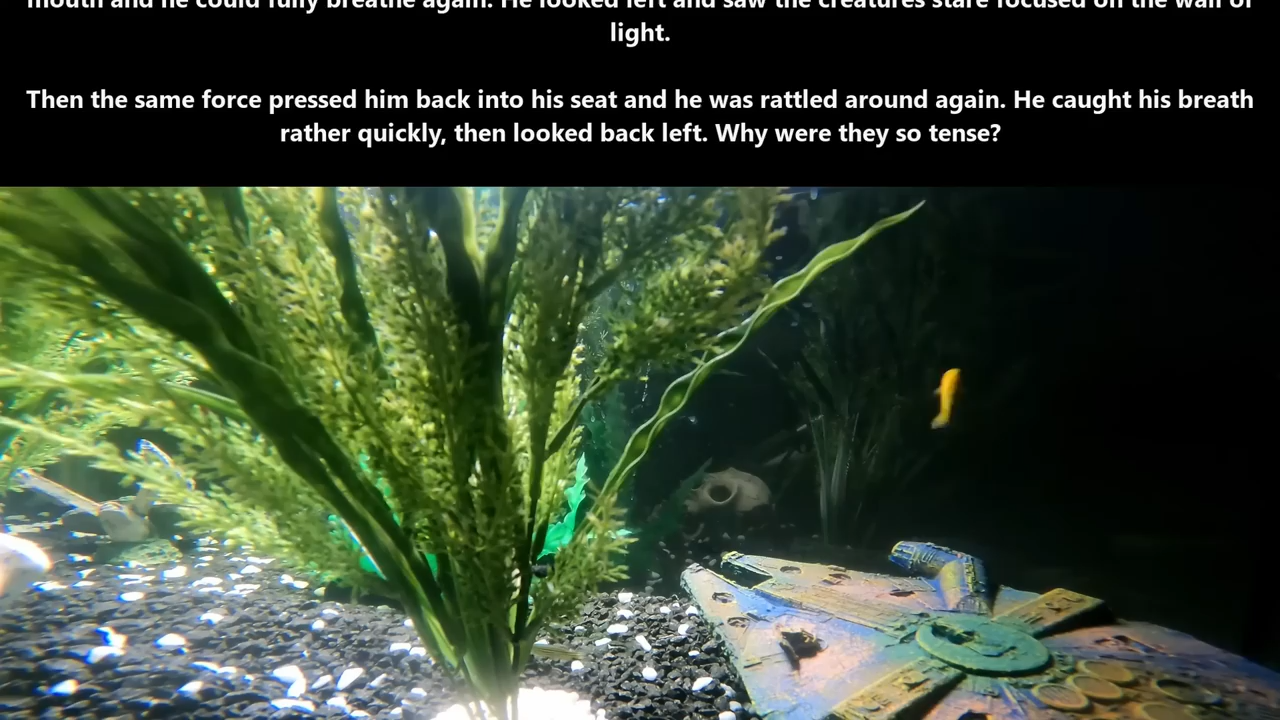 mouth and he could fully breathe again. He looked left and saw the creatures stare focused on the wall of
light.
Then the same force pressed him back into his seat and he was rattled around again. He caught his breath
rather quickly, then looked back left. Why were they so tense?